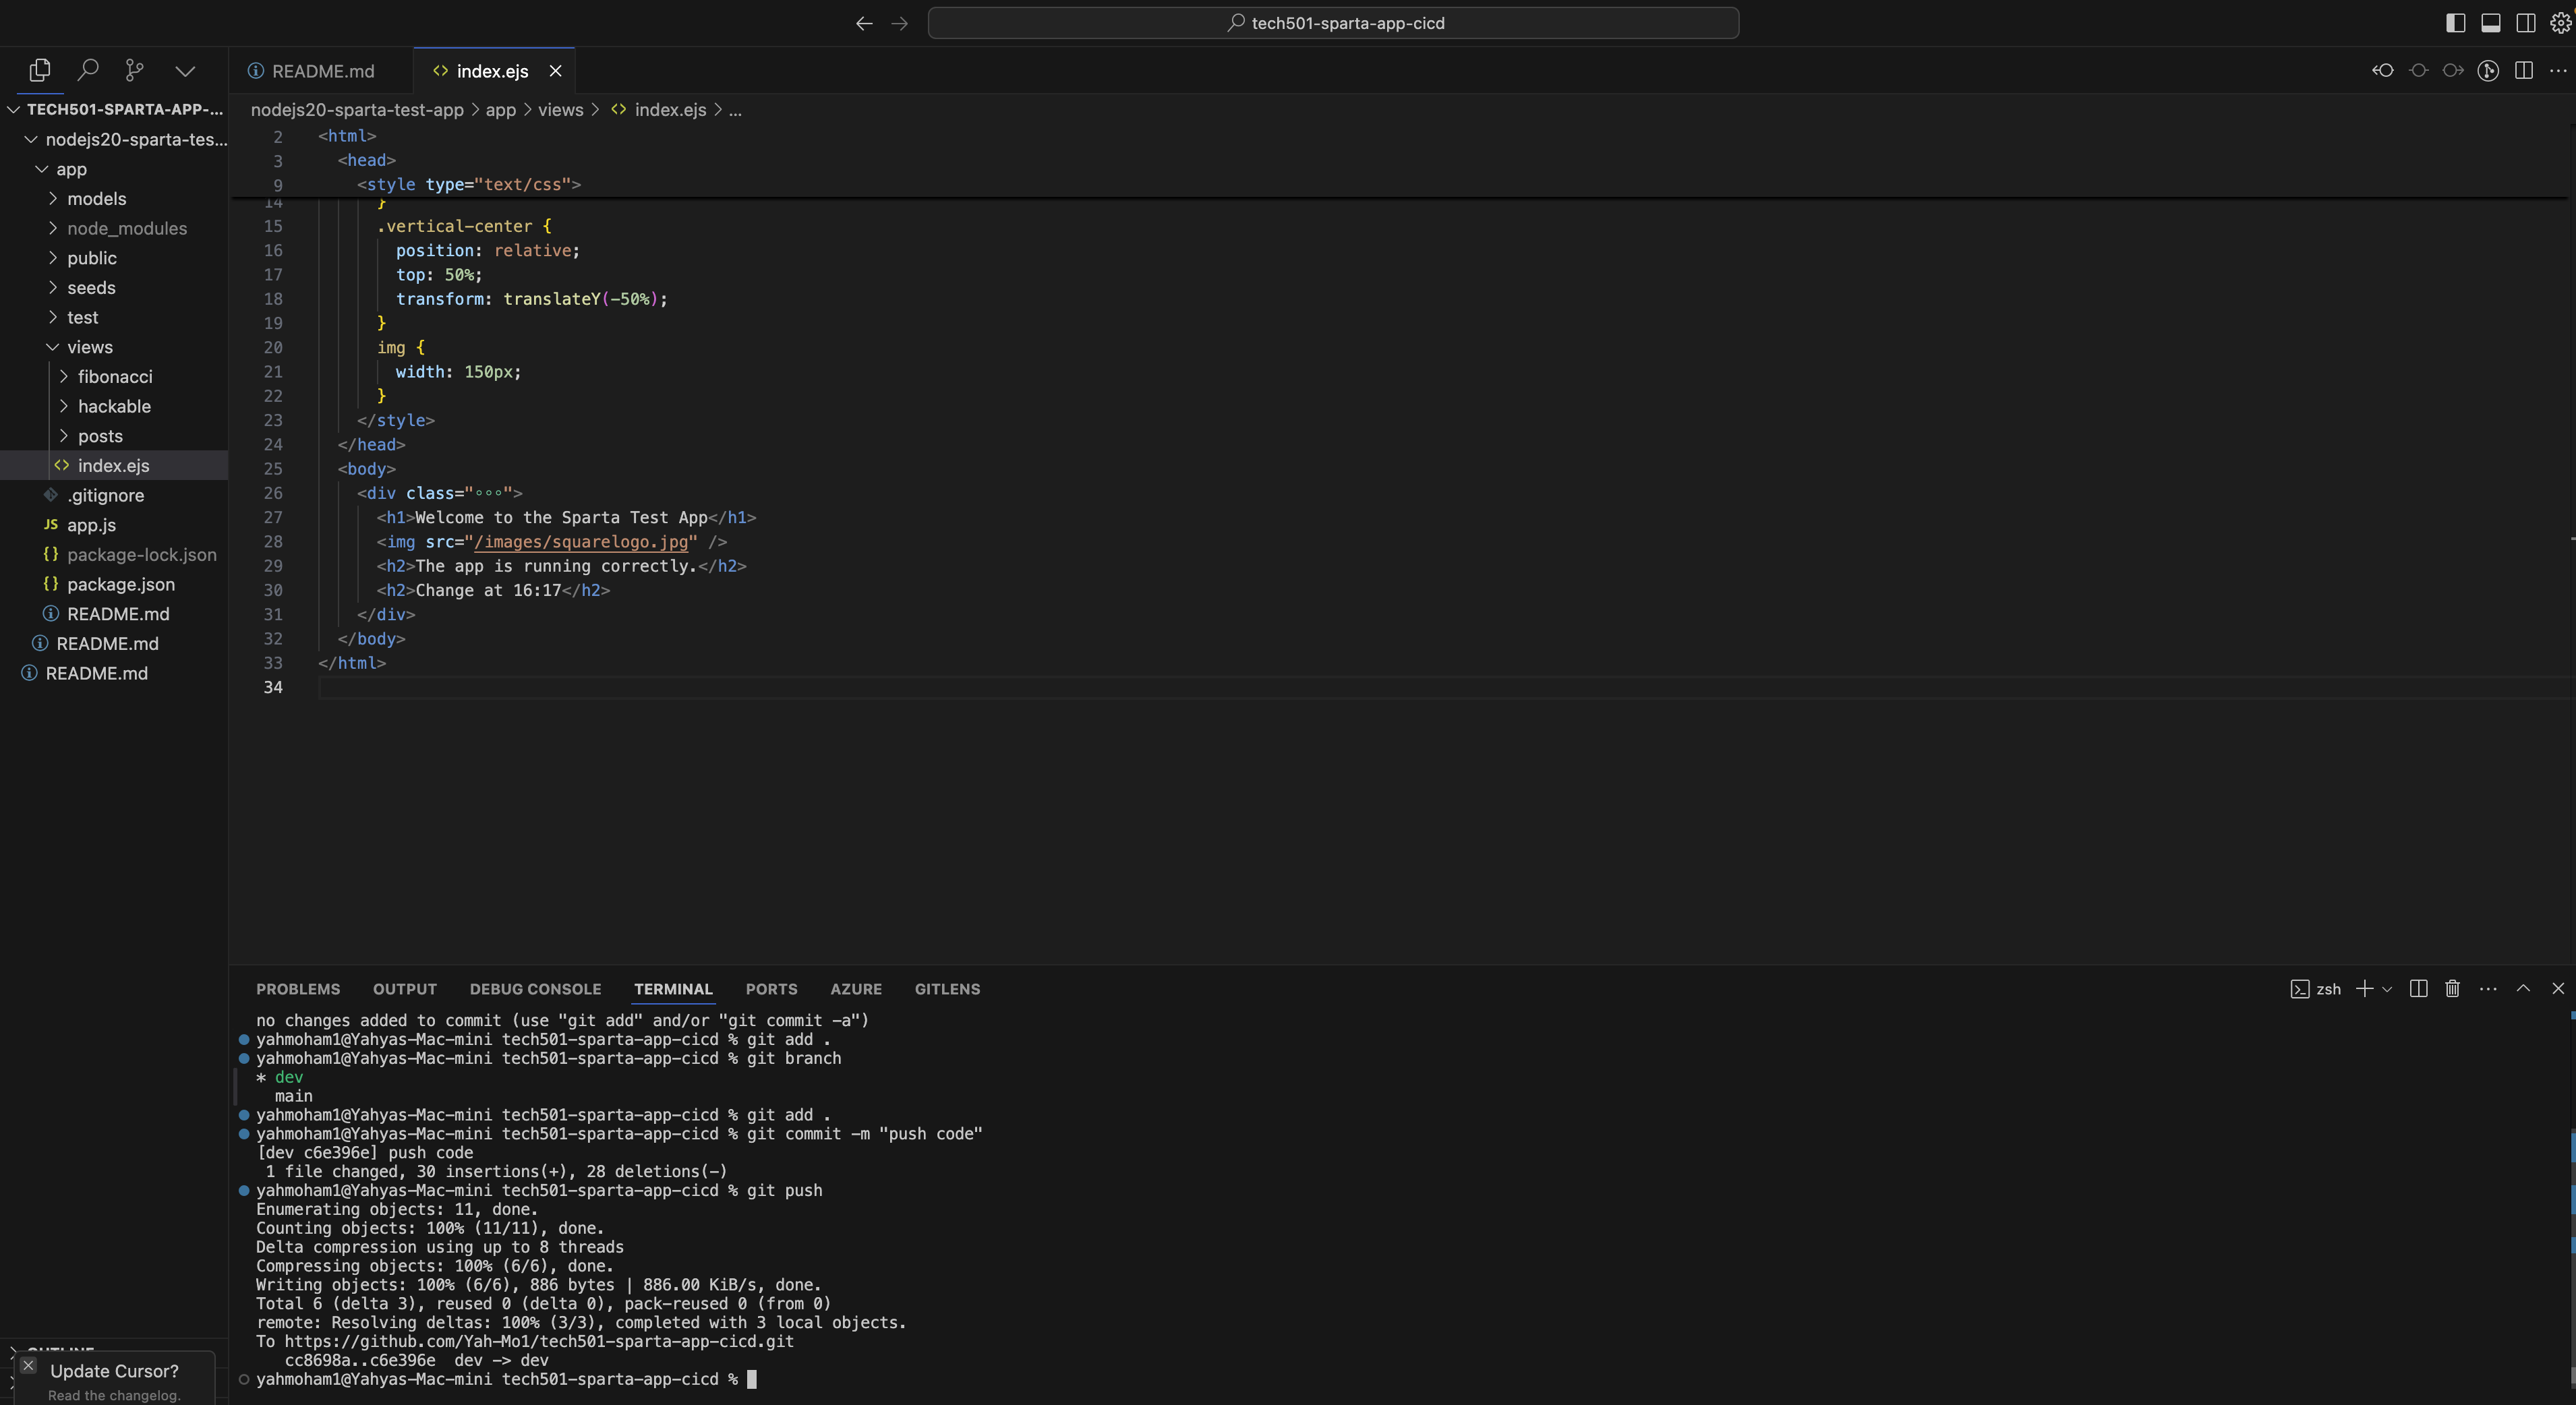 tech501-sparta-app-cicd
README.md
index.ejs
TECH501-SPARTA-APP-...
nodejs20-sparta-tes...
app
models
node_modules
public
seeds
test
views
fibonacci
hackable
posts
index.ejs
.gitignore
JS app.js
{} package-lock.json
{} package.json
README.md
README.md
README.md
nodejs20-sparta-test-app > app > views > <> index.ejs > ...
2 <html>
3 <head>
9 <style type="text/css">
14 }
15 .vertical-center {
16 position: relative;
17 top: 50%;
18 transform: translateY(-50%);
19 }
20 img {
21 width: 150px;
22 }
23 </style>
24 </head>
25 <body>
26 <div class="∘∘∘">
27 <h1>Welcome to the Sparta Test App</h1>
28 <img src="/images/squarelogo.jpg" />
29 <h2>The app is running correctly.</h2>
30 <h2>Change at 16:17</h2>
31 </div>
32 </body>
33 </html>
34
PROBLEMS OUTPUT DEBUG CONSOLE TERMINAL PORTS AZURE GITLENS
zsh
no changes added to commit (use "git add" and/or "git commit -a")
yahmoham1@Yahyas-Mac-mini tech501-sparta-app-cicd % git add .
yahmoham1@Yahyas-Mac-mini tech501-sparta-app-cicd % git branch
* dev
main
yahmoham1@Yahyas-Mac-mini tech501-sparta-app-cicd % git add .
yahmoham1@Yahyas-Mac-mini tech501-sparta-app-cicd % git commit -m "push code"
[dev c6e396e] push code
1 file changed, 30 insertions(+), 28 deletions(-)
yahmoham1@Yahyas-Mac-mini tech501-sparta-app-cicd % git push
Enumerating objects: 11, done.
Counting objects: 100% (11/11), done.
Delta compression using up to 8 threads
Compressing objects: 100% (6/6), done.
Writing objects: 100% (6/6), 886 bytes | 886.00 KiB/s, done.
Total 6 (delta 3), reused 0 (delta 0), pack-reused 0 (from 0)
remote: Resolving deltas: 100% (3/3), completed with 3 local objects.
To https://github.com/Yah-Mo1/tech501-sparta-app-cicd.git
cc8698a..c6e396e dev -> dev
yahmoham1@Yahyas-Mac-mini tech501-sparta-app-cicd %
OUTLINE
Update Cursor?
Read the changelog.